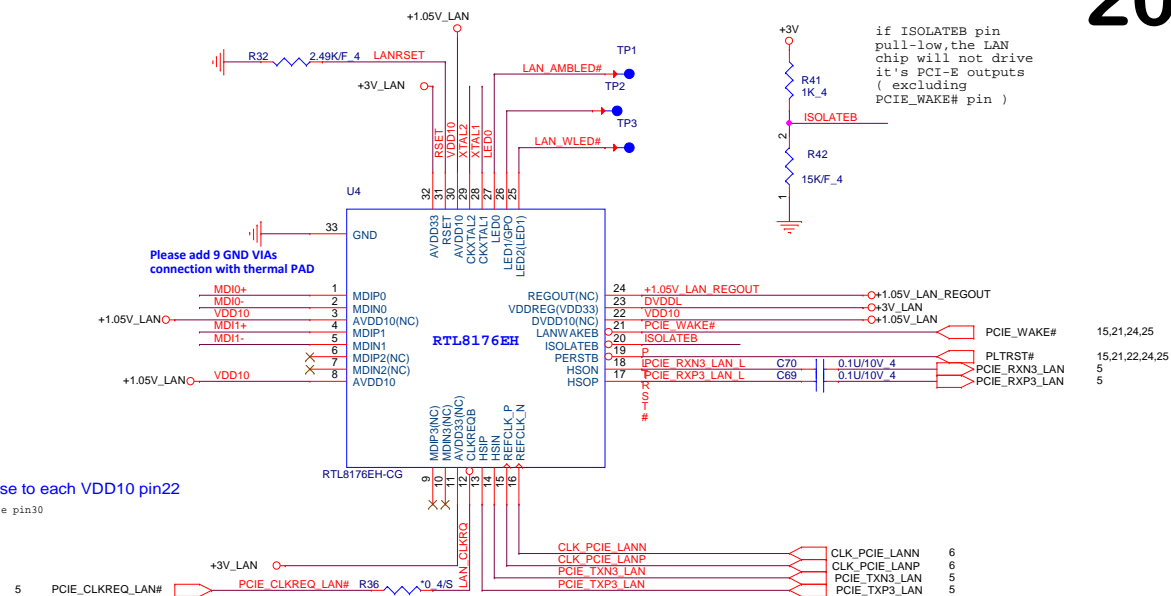 20
+1.05V_LAN
R32 2.49K/F_4 LANRSET
+3V_LAN
LAN_AMBLED#
TP1
TP2
TP3
LAN_WLED#
+3V
R41
1K_4
ISOLATEB
2
R42
15K/F_4
1
if ISOLATEB pin
pull-low,the LAN
chip will not drive
it's PCI-E outputs
( excluding
PCIE_WAKE# pin )
RSET
VDD10
XTAL2
XTAL1
LED0
U4
32
31
30
29
28
27
26
25
AVDD33
RSET
AVDD10
CKXTAL2
CKXTAL1
LED0
LED1/GPO
LED2(LED1)
33 GND
Please add 9 GND VIAs
connection with thermal PAD
MDI0+ 1 MDIP0
MDI0- 2 MDIN0
+1.05V_LAN VDD10 3 AVDD10(NC)
MDI1+ 4 MDIP1
MDI1- 5 MDIN1
6 MDIP2(NC)
7 MDIN2(NC)
+1.05V_LAN VDD10 8 AVDD10
RTL8176EH
REGOUT(NC) 24 +1.05V_LAN_REGOUT +1.05V_LAN_REGOUT
VDDREG(VDD33) 23 DVDDL +3V_LAN
DVDD10(NC) 22 VDD10 +1.05V_LAN
LANWAKEB 21 PCIE_WAKE# PCIE_WAKE# 15,21,24,25
ISOLATEB 20 ISOLATEB
PERSTB 19 PLTRST# PLTRST# 15,21,22,24,25
HSON 18 PCIE_RXN3_LAN_L C70 0.1U/10V_4 PCIE_RXN3_LAN 5
HSOP 17 PCIE_RXP3_LAN_L C69 0.1U/10V_4 PCIE_RXP3_LAN 5
MDIP3(NC)
MDIN3(NC)
AVDD33(NC)
CLKREQB
HSIP
HSIN
REFCLK_P
REFCLK_N
RTL8176EH-CG
9
10
11
12
13
14
15
16
se to each VDD10 pin22
e pin30
LAN_CLKRQ
CLK_PCIE_LANN CLK_PCIE_LANN 6
CLK_PCIE_LANP CLK_PCIE_LANP 6
PCIE_TXN3_LAN PCIE_TXN3_LAN 5
PCIE_TXP3_LAN PCIE_TXP3_LAN 5
+3V_LAN
5 PCIE_CLKREQ_LAN# PCIE_CLKREQ_LAN# R36 *0_4/S